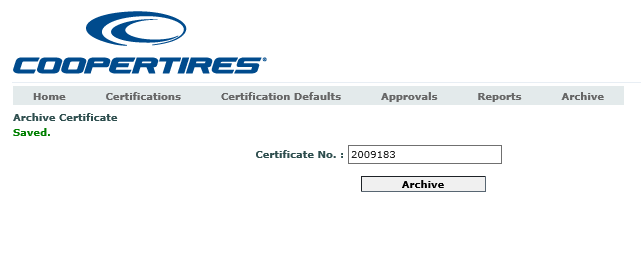 COOPERTIRES®
Home Certifications Certification Defaults Approvals Reports Archive
Archive Certificate
Saved.
Certificate No. : 2009183
Archive